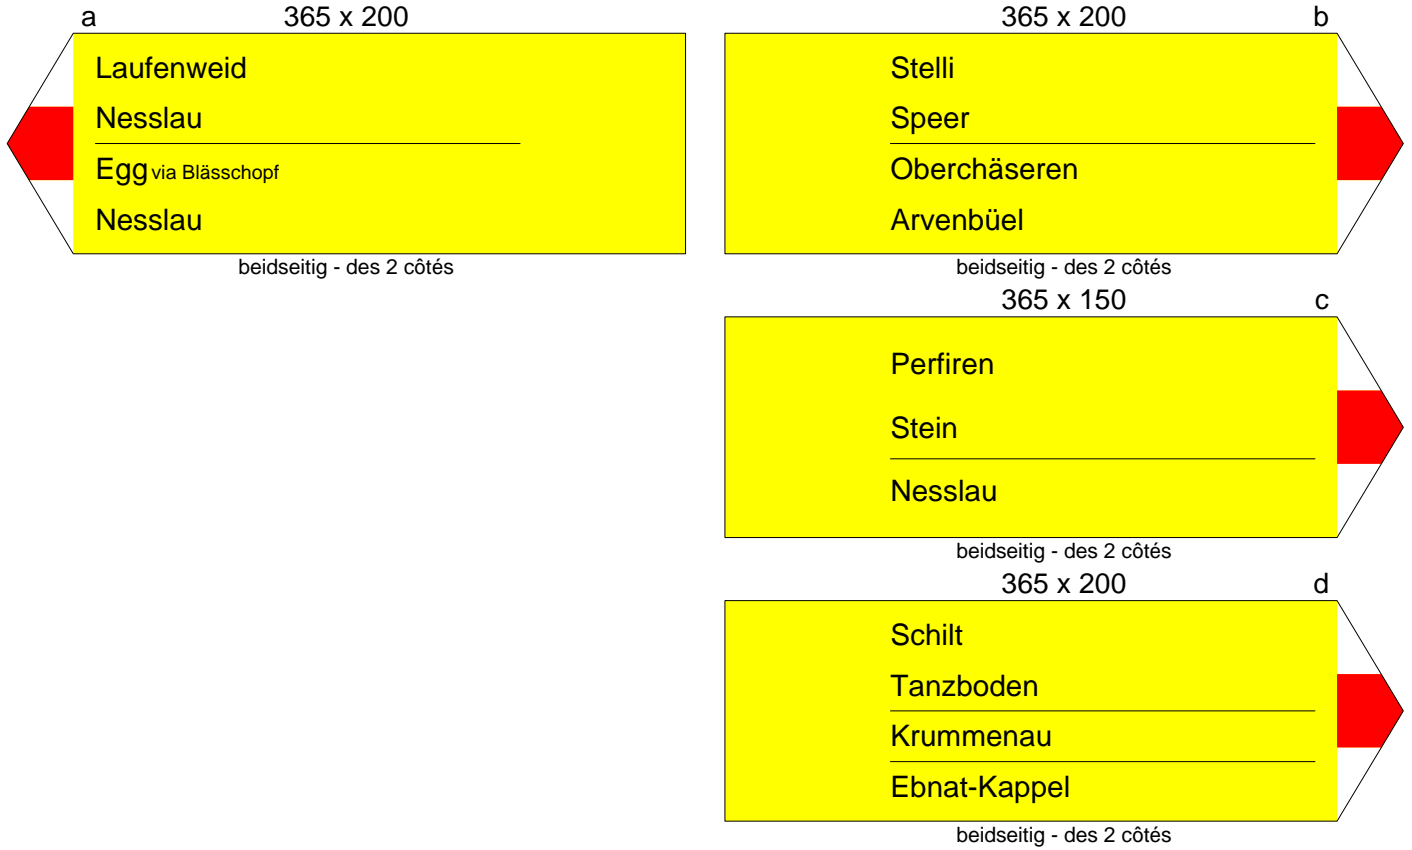 a 365 x 200
Laufenweid
Nesslau
Egg via Blässchopf
Nesslau
beidseitig - des 2 côtés
365 x 200 b
Stelli
Speer
Oberchäseren
Arvenbüel
beidseitig - des 2 côtés
365 x 150 c
Perfiren
Stein
Nesslau
beidseitig - des 2 côtés
365 x 200 d
Schilt
Tanzboden
Krummenau
Ebnat-Kappel
beidseitig - des 2 côtés